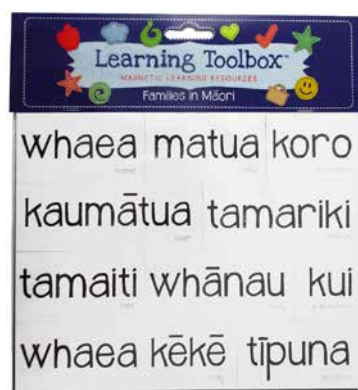 Learning Toolbox™
MAGNETIC LEARNING RESOURCES
Families in Māori
whaea matua koro
kaumātua tamariki
tamaiti whānau kui
whaea kēkē tīpuna